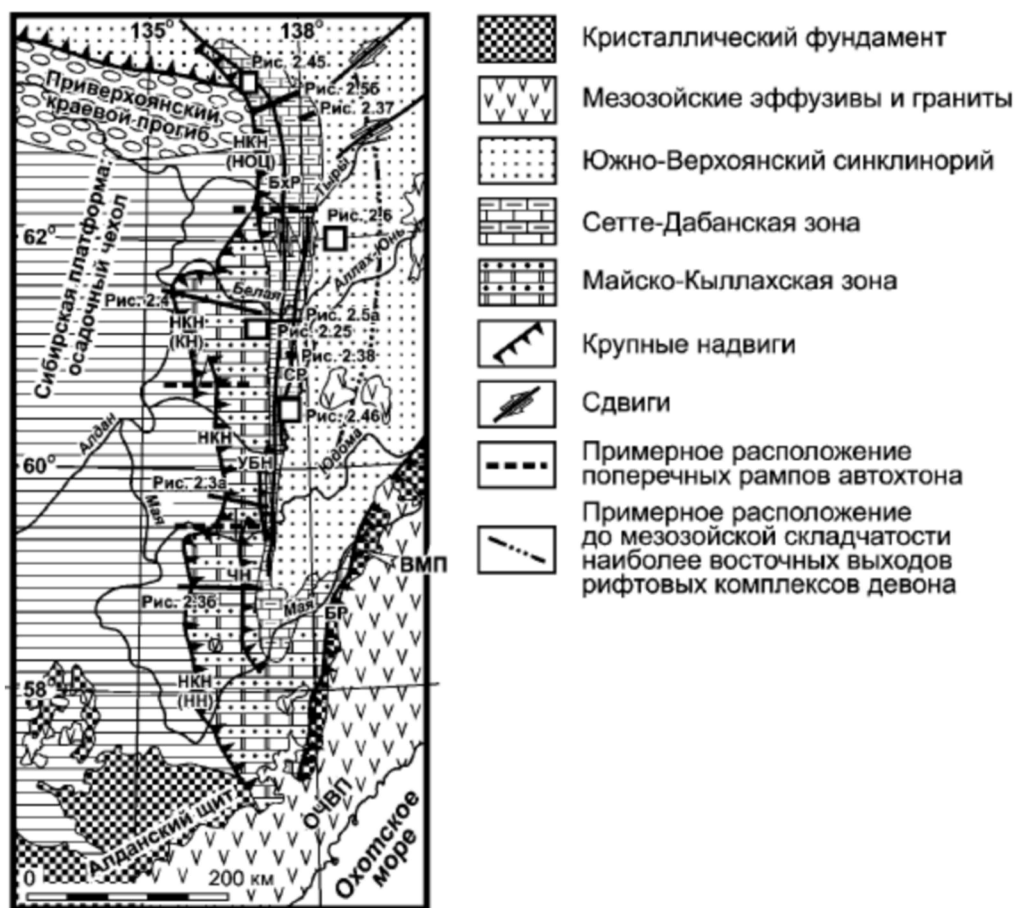 135°
138°
Рис. 2.45
Рис. 2.5б
Рис. 2.37
Приверхоянский
краевой прогиб
НКН
(НОЦ)
БхР
Тыры
Рис. 2.6
62°
Аллах-Юнь
Сибирская платформа:
осадочный чехол
Белая
Рис. 2.4
Рис. 2.5а
НКН
(КН)
Рис. 2.25
Рис. 2.38
СР
Рис. 2.46
Алдан
НКН
Юдома
60°
УБН
Рис. 2.3а
Мая
ВМП
ЧН
Рис. 2.3б
Мая
БР
58°
НКН
(НН)
Алданский щит
ОЧВП
Охотское
море
0
200 км
Кристаллический фундамент
Мезозойские эффузивы и граниты
Южно-Верхоянский синклинорий
Сетте-Дабанская зона
Майско-Кыллахская зона
Крупные надвиги
Сдвиги
Примерное расположение
поперечных рампов автохтона
Примерное расположение
до мезозойской складчатости
наиболее восточных выходов
рифтовых комплексов девона